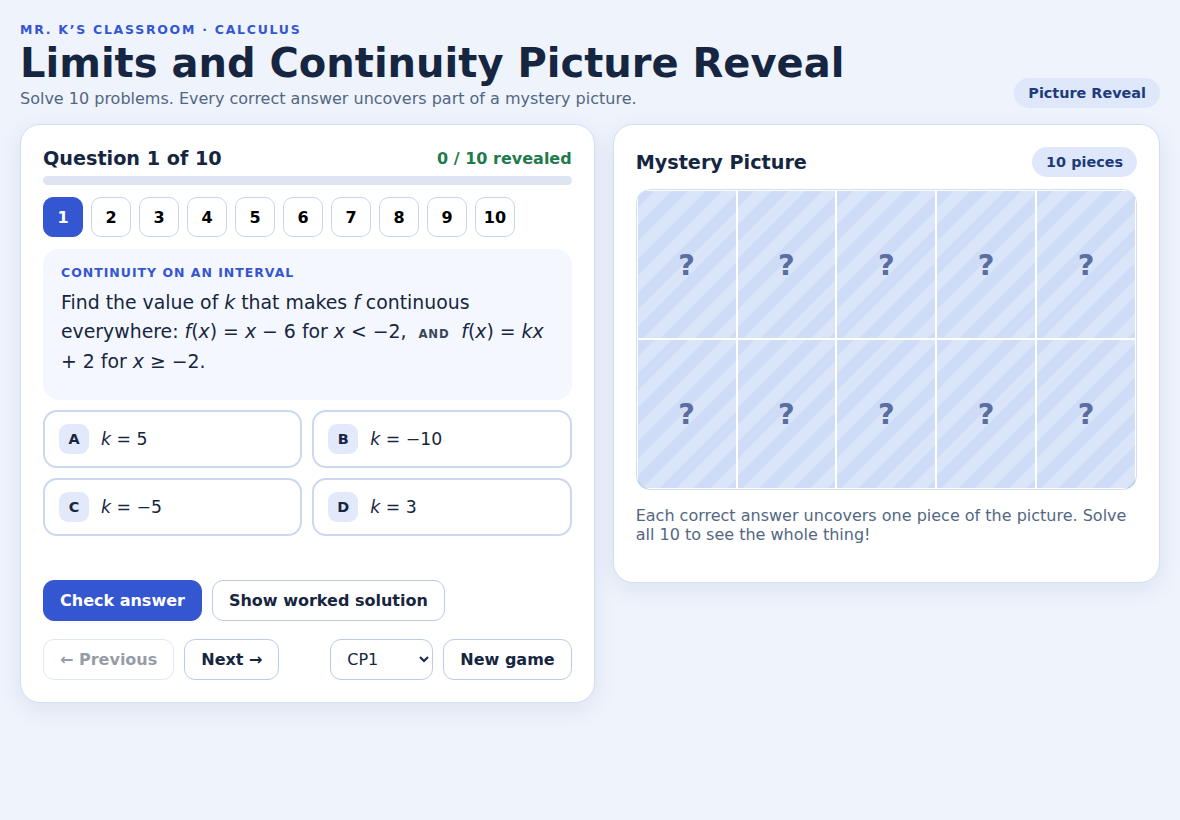 MR. K’S CLASSROOM · CALCULUS
Limits and Continuity Picture Reveal
Solve 10 problems. Every correct answer uncovers part of a mystery picture.
Picture Reveal
Question 1 of 10
0 / 10 revealed
1 2 3 4 5 6 7 8 9 10
CONTINUITY ON AN INTERVAL
Find the value of k that makes f continuous
everywhere: f(x) = x − 6 for x < −2, AND f(x) = kx
+ 2 for x ≥ −2.
A k = 5
B k = −10
C k = −5
D k = 3
Check answer
Show worked solution
← Previous
Next →
CP1
New game
Mystery Picture
10 pieces
? ? ? ? ?
? ? ? ? ?
Each correct answer uncovers one piece of the picture. Solve
all 10 to see the whole thing!